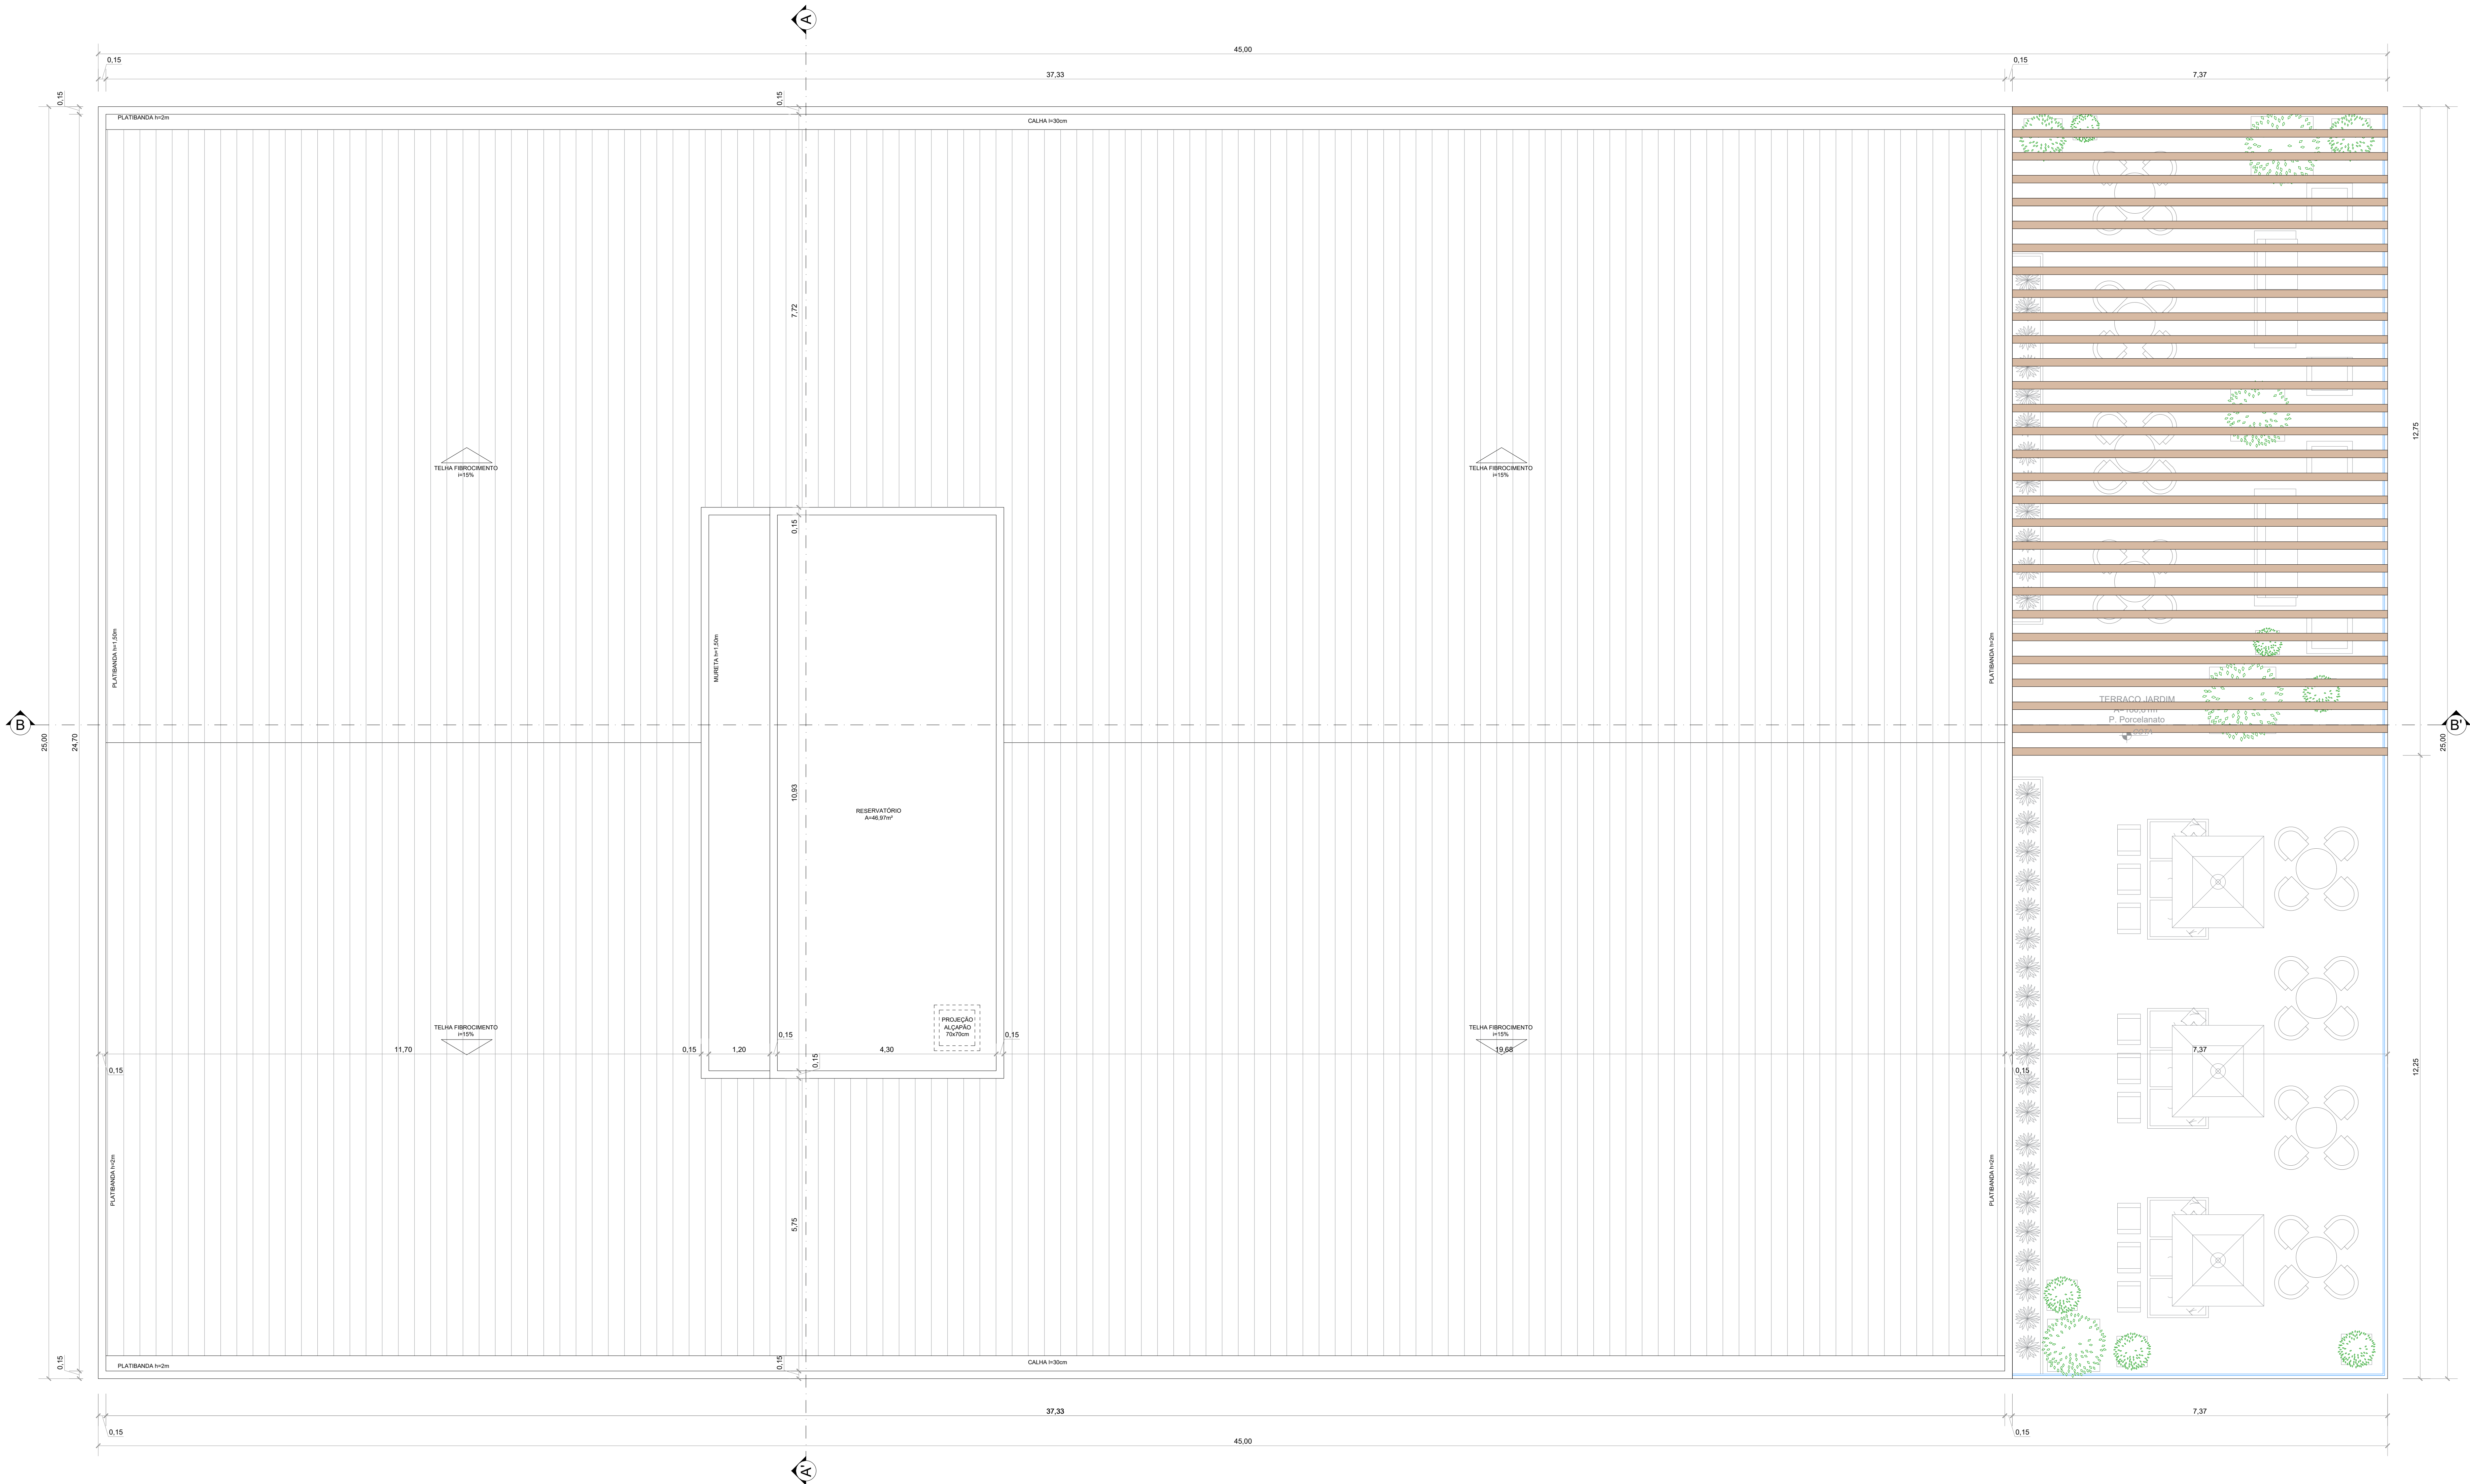 A
45,00
0,15
0,15
37,33
7,37
0,15
0,15
PLATIBANDA h=2m
CALHA l=30cm
7,72
12,75
TELHA FIBROCIMENTO
i=15%
TELHA FIBROCIMENTO
i=15%
0,15
PLATIBANDA h=1,50m
MURETA h=1,50m
PLATIBANDA h=2m
TERRAÇO JARDIM
P. Porcelanato
B
B'
25,00
24,70
25,00
10,93
RESERVATÓRIO
A=46,97m³
PROJEÇÃO
ALÇAPÃO
70x70cm
TELHA FIBROCIMENTO
i=15%
TELHA FIBROCIMENTO
i=15%
0,15
0,15
11,70
0,15
1,20
4,30
19,68
7,37
0,15
0,15
0,15
12,25
PLATIBANDA h=2m
PLATIBANDA h=2m
5,75
0,15
0,15
PLATIBANDA h=2m
CALHA l=30cm
37,33
7,37
0,15
0,15
45,00
A'